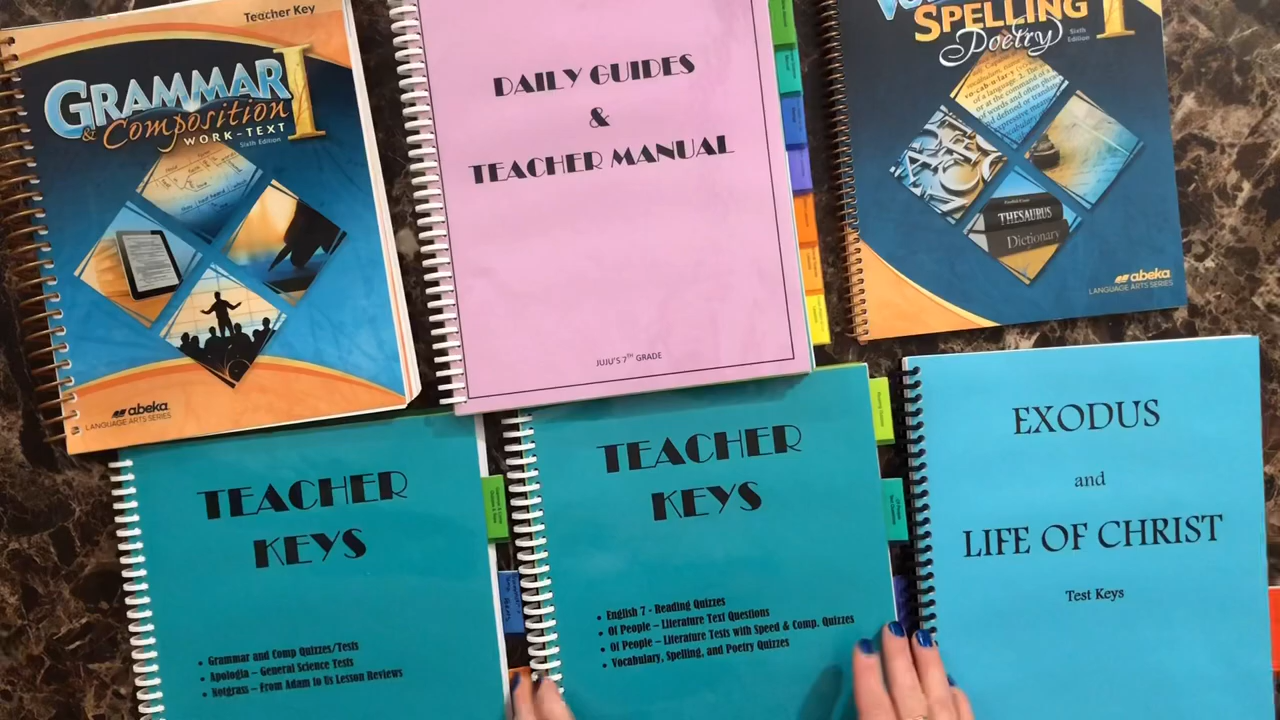 Teacher Key
GRAMMAR I
& Composition
WORK-TEXT
Sixth Edition
abeka
LANGUAGE ARTS SERIES
DAILY GUIDES
&
TEACHER MANUAL
JUJU'S 7TH GRADE
SPELLING I
Poetry
Sixth
Edition
vo-cab-u-lar-y
THESAURUS
Dictionary
abeka
LANGUAGE ARTS SERIES
TEACHER
KEYS
• Grammar and Comp Quizzes/Tests
• Apologia – General Science Tests
• Notgrass – From Adam to Us Lesson Reviews
TEACHER
KEYS
• English 7 - Reading Quizzes
• Of People – Literature Text Questions
• Of People – Literature Tests with Speed & Comp. Quizzes
• Vocabulary, Spelling, and Poetry Quizzes
EXODUS
and
LIFE OF CHRIST
Test Keys